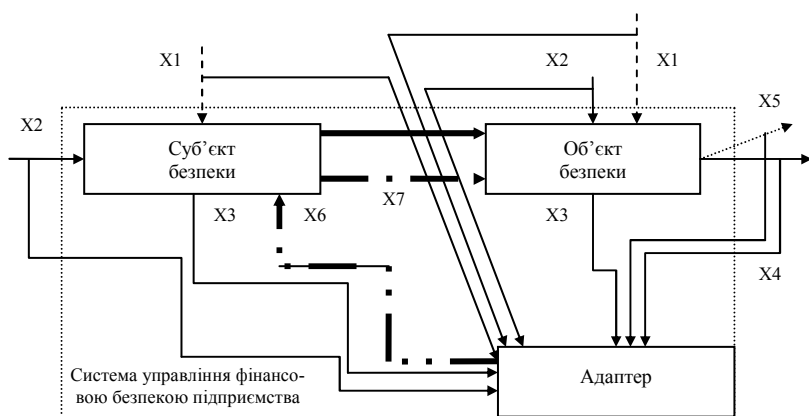 X1
X2
X1
X5
X2
Суб’єкт
безпеки
Об’єкт
безпеки
X3
X6
X7
X3
X4
Система управління фінансо-
вою безпекою підприємства
Адаптер